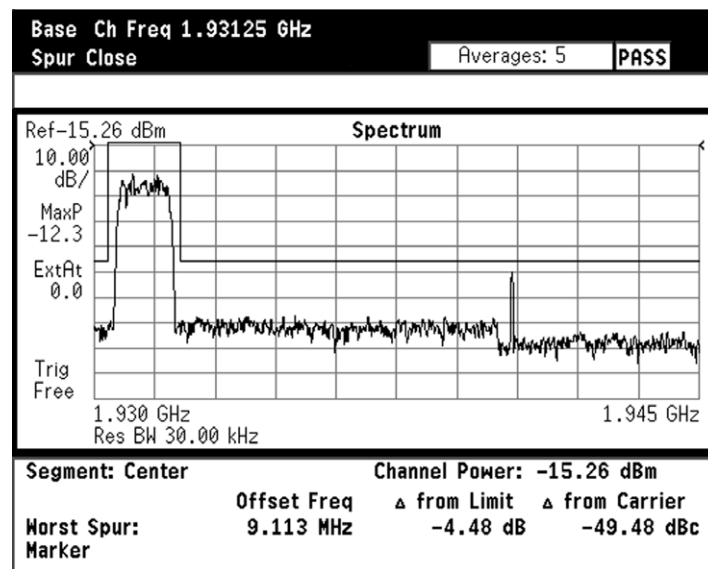 Base Ch Freq 1.93125 GHz
Spur Close
Averages: 5
PASS
Ref-15.26 dBm
Spectrum
10.00
dB/
MaxP
-12.3
ExtAt
0.0
Trig
Free
1.930 GHz
1.945 GHz
Res BW 30.00 kHz
Segment: Center
Channel Power: -15.26 dBm
Offset Freq
△ from Limit
△ from Carrier
Worst Spur:
9.113 MHz
-4.48 dB
-49.48 dBc
Marker